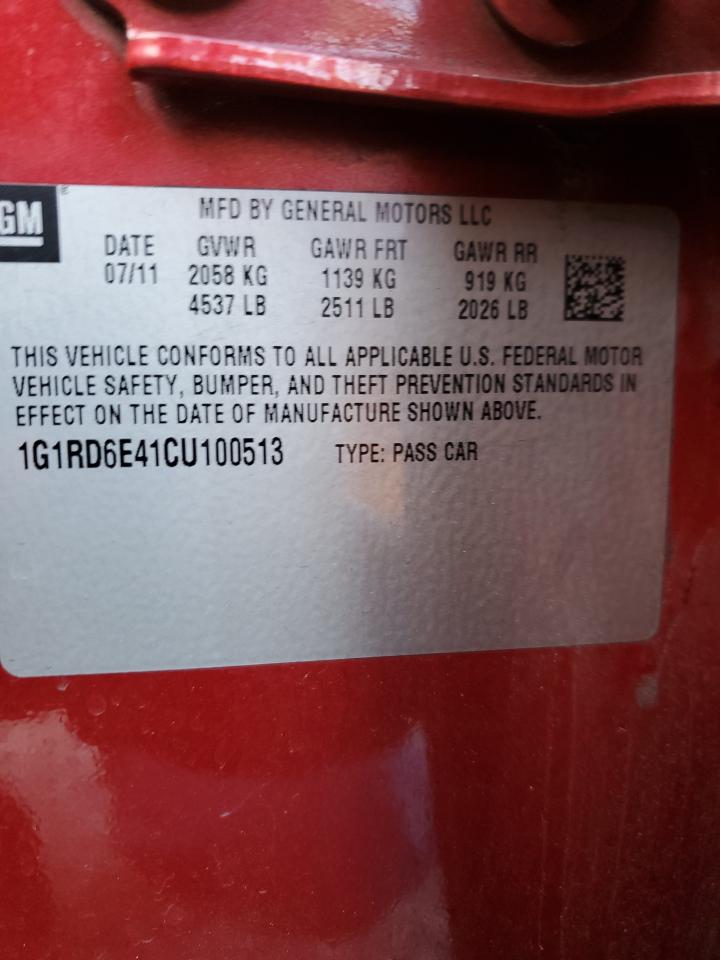 GM
MFD BY GENERAL MOTORS LLC
DATE GVWR GAWR FRT GAWR RR
07/11 2058 KG 1139 KG 919 KG
4537 LB 2511 LB 2026 LB
THIS VEHICLE CONFORMS TO ALL APPLICABLE U.S. FEDERAL MOTOR
VEHICLE SAFETY, BUMPER, AND THEFT PREVENTION STANDARDS IN
EFFECT ON THE DATE OF MANUFACTURE SHOWN ABOVE.
1G1RD6E41CU100513 TYPE: PASS CAR